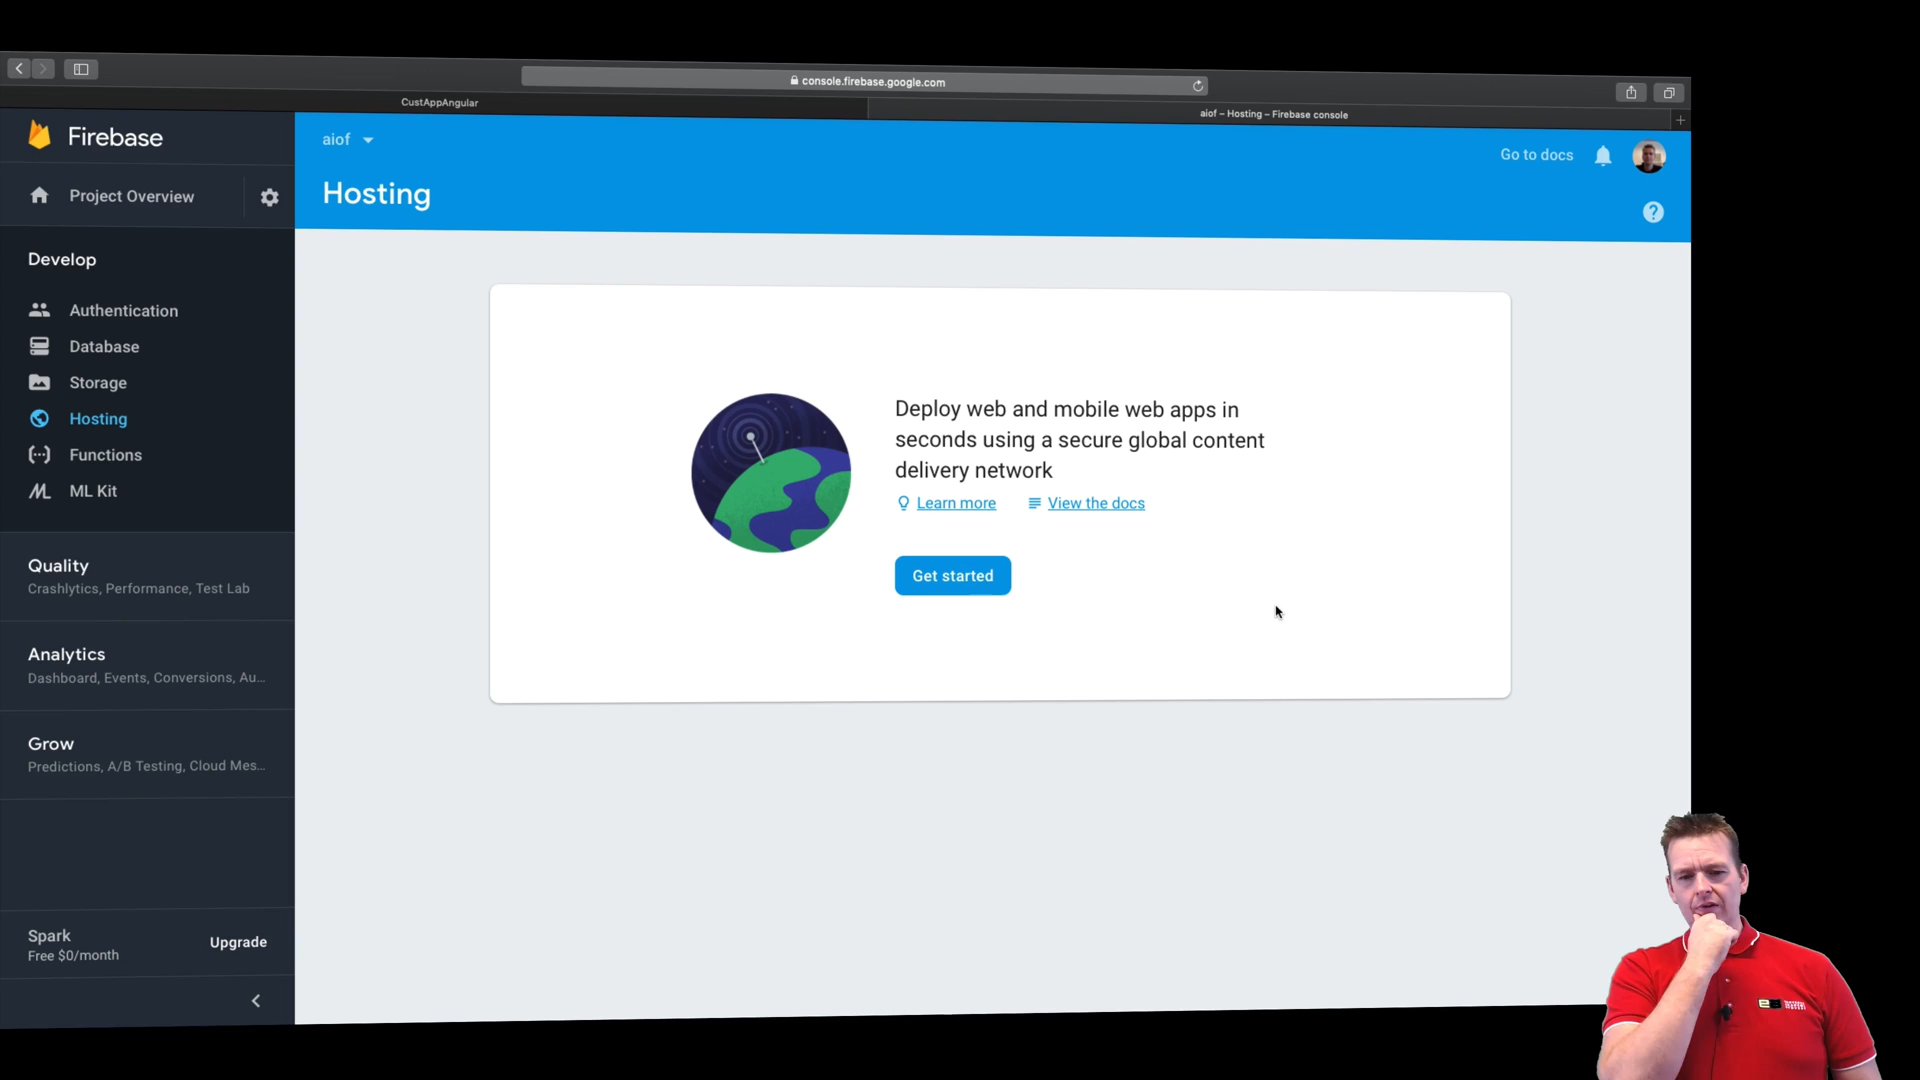 console.firebase.google.com
CustAppAngular
aiof – Hosting – Firebase console
Firebase
aiof
Go to docs
Project Overview
Hosting
?
Develop
Authentication
Database
Storage
Hosting
Functions
ML Kit
Deploy web and mobile web apps in
seconds using a secure global content
delivery network
Learn more
View the docs
Get started
Quality
Crashlytics, Performance, Test Lab
Analytics
Dashboard, Events, Conversions, Au...
Grow
Predictions, A/B Testing, Cloud Mes...
Spark
Free $0/month
Upgrade